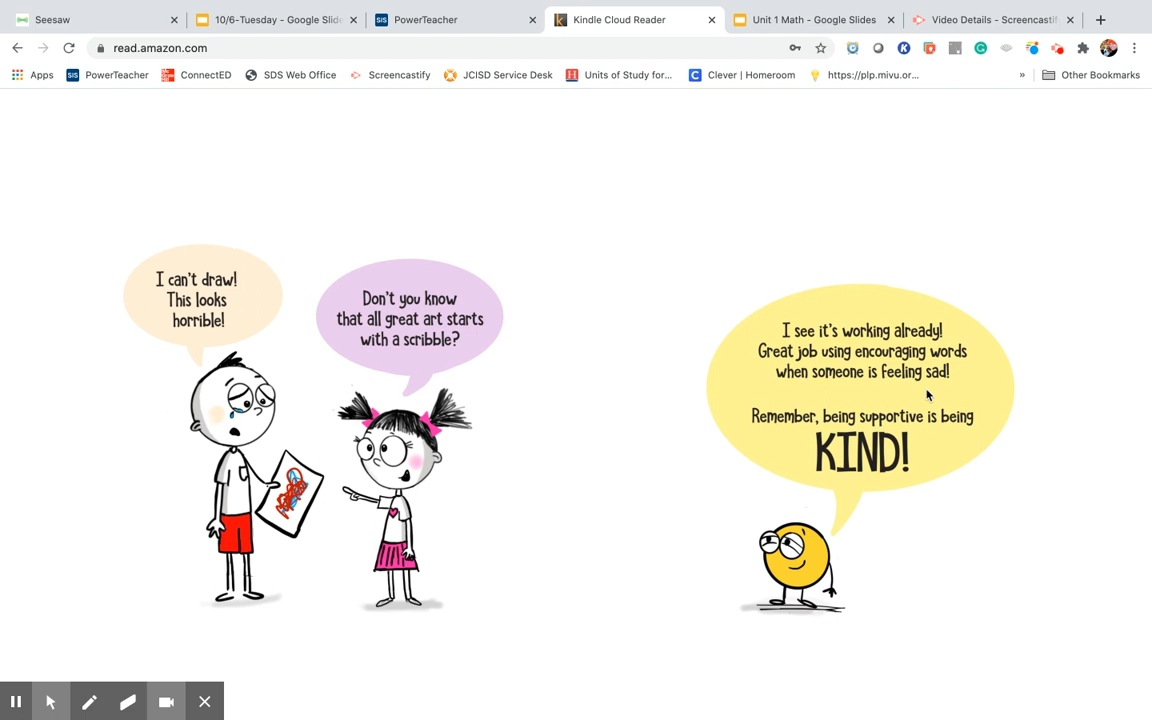 Seesaw
10/6-Tuesday - Google Slide
PowerTeacher
Kindle Cloud Reader
Unit 1 Math - Google Slides
Video Details - Screencastif
read.amazon.com
Apps
SIS PowerTeacher
ConnectED
SDS Web Office
Screencastify
JCISD Service Desk
Units of Study for...
Clever | Homeroom
https://plp.mivu.or...
» Other Bookmarks
I can't draw!
This looks
horrible!
Don't you know
that all great art starts
with a scribble?
I see it's working already!
Great job using encouraging words
when someone is feeling sad!
Remember, being supportive is being
KIND!